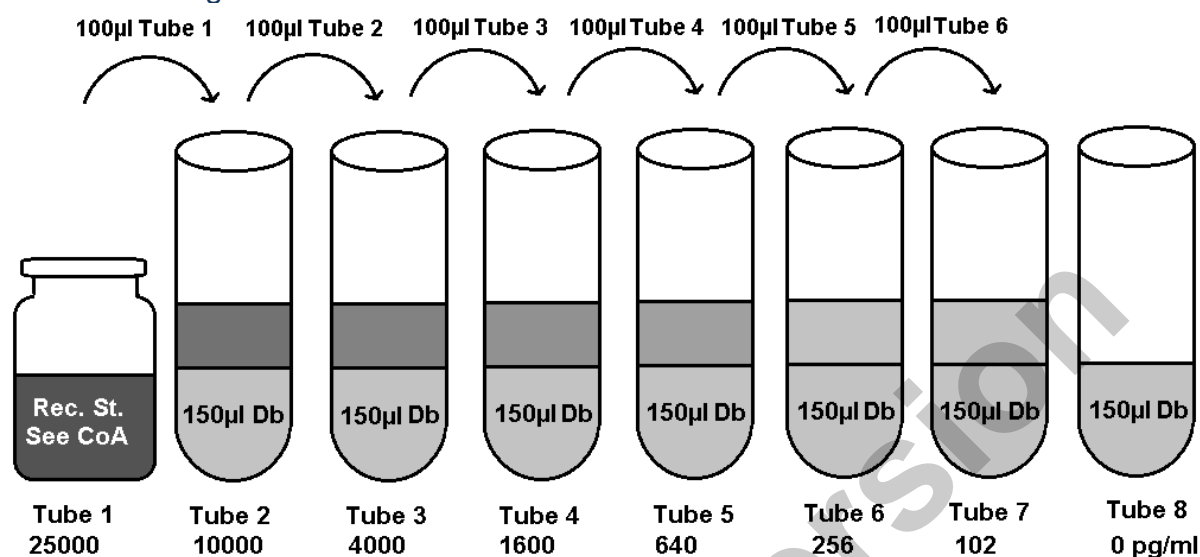 100µl Tube 1 100µl Tube 2 100µl Tube 3 100µl Tube 4 100µl Tube 5 100µl Tube 6
Rec. St.
See CoA
150µl Db 150µl Db 150µl Db 150µl Db 150µl Db 150µl Db 150µl Db
Tube 1 Tube 2 Tube 3 Tube 4 Tube 5 Tube 6 Tube 7 Tube 8
25000 10000 4000 1600 640 256 102 0 pg/ml